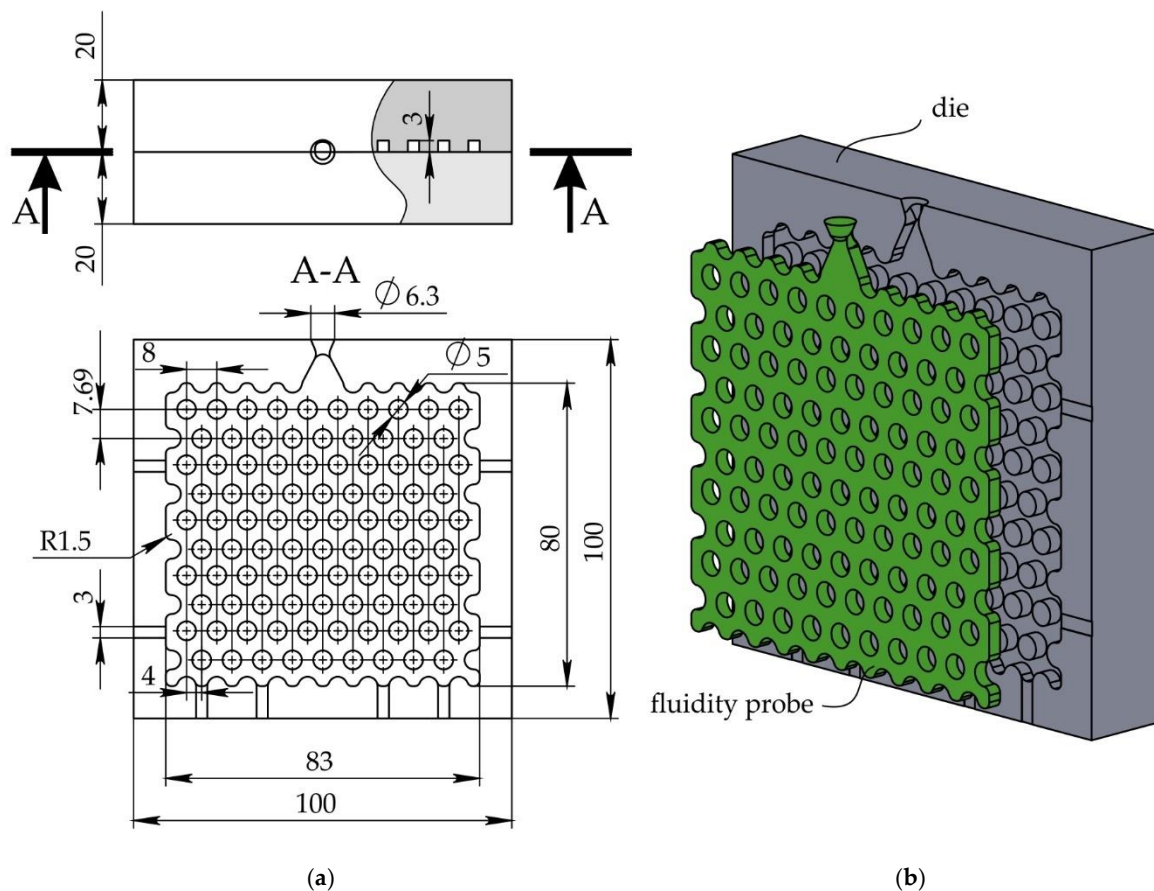 20
3
A
A
20
A-A
∅ 6.3
8
∅ 5
7.69
R1.5
80
100
3
4
83
100
die
fluidity probe
(a)
(b)